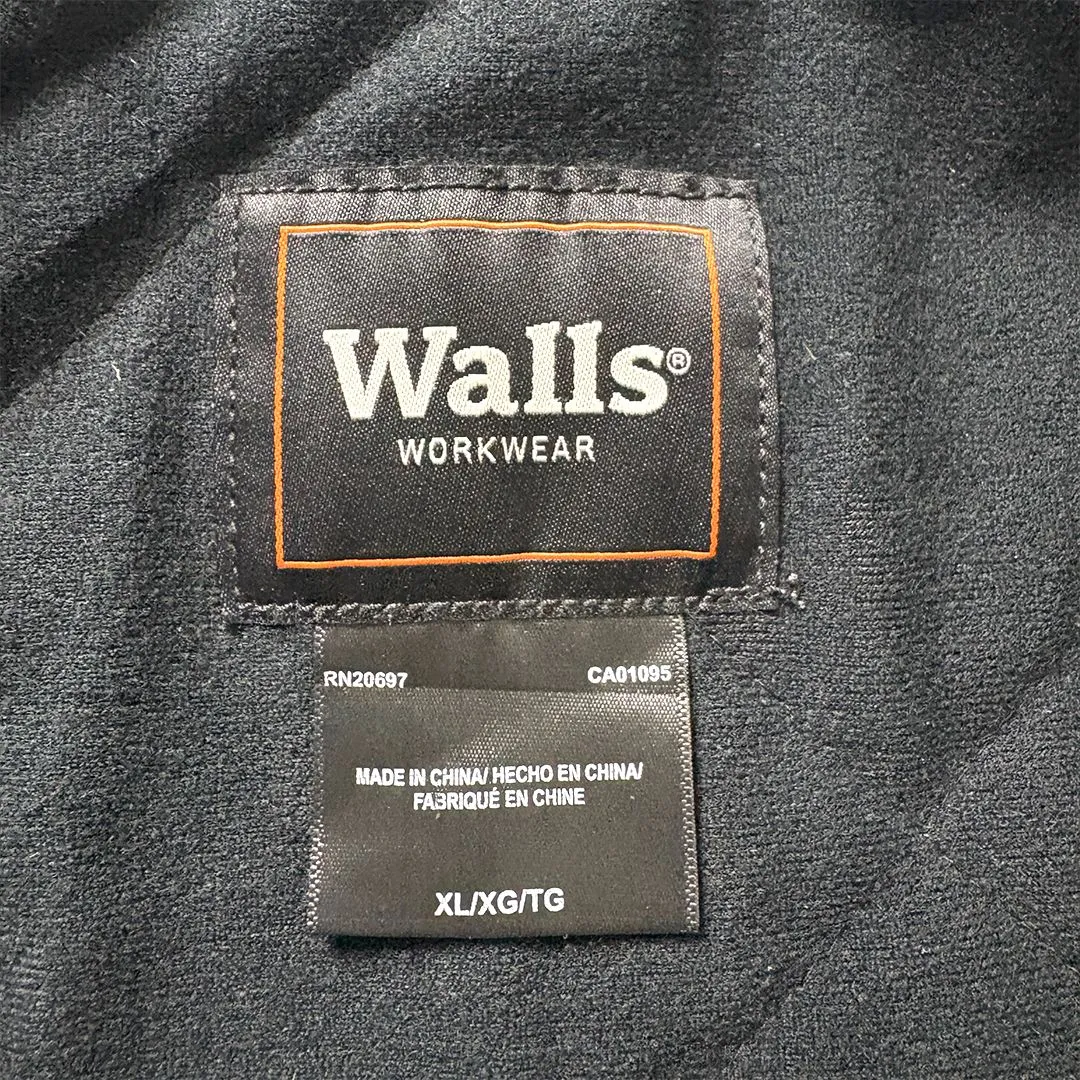 Walls®
WORKWEAR
RN20697 CA01095
MADE IN CHINA/ HECHO EN CHINA/
FABRIQUÉ EN CHINE
XL/XG/TG